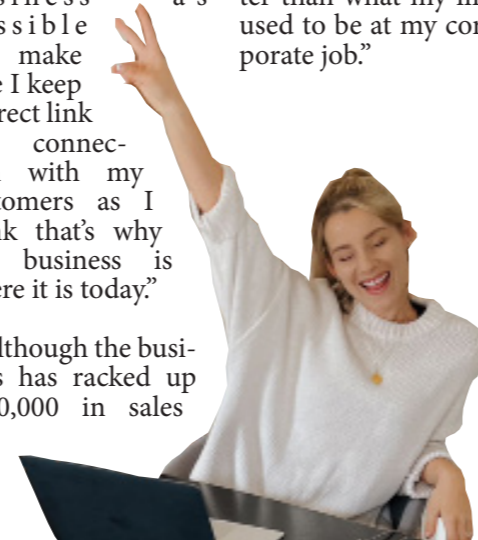 a s
ssible
make
e I keep
rect link
connec-
with my
tomers as I
nk that's why
business is
ere it is today.”
lthough the busi-
s has racked up
0,000 in sales
ter than what my
used to be at my cor
porate job.”